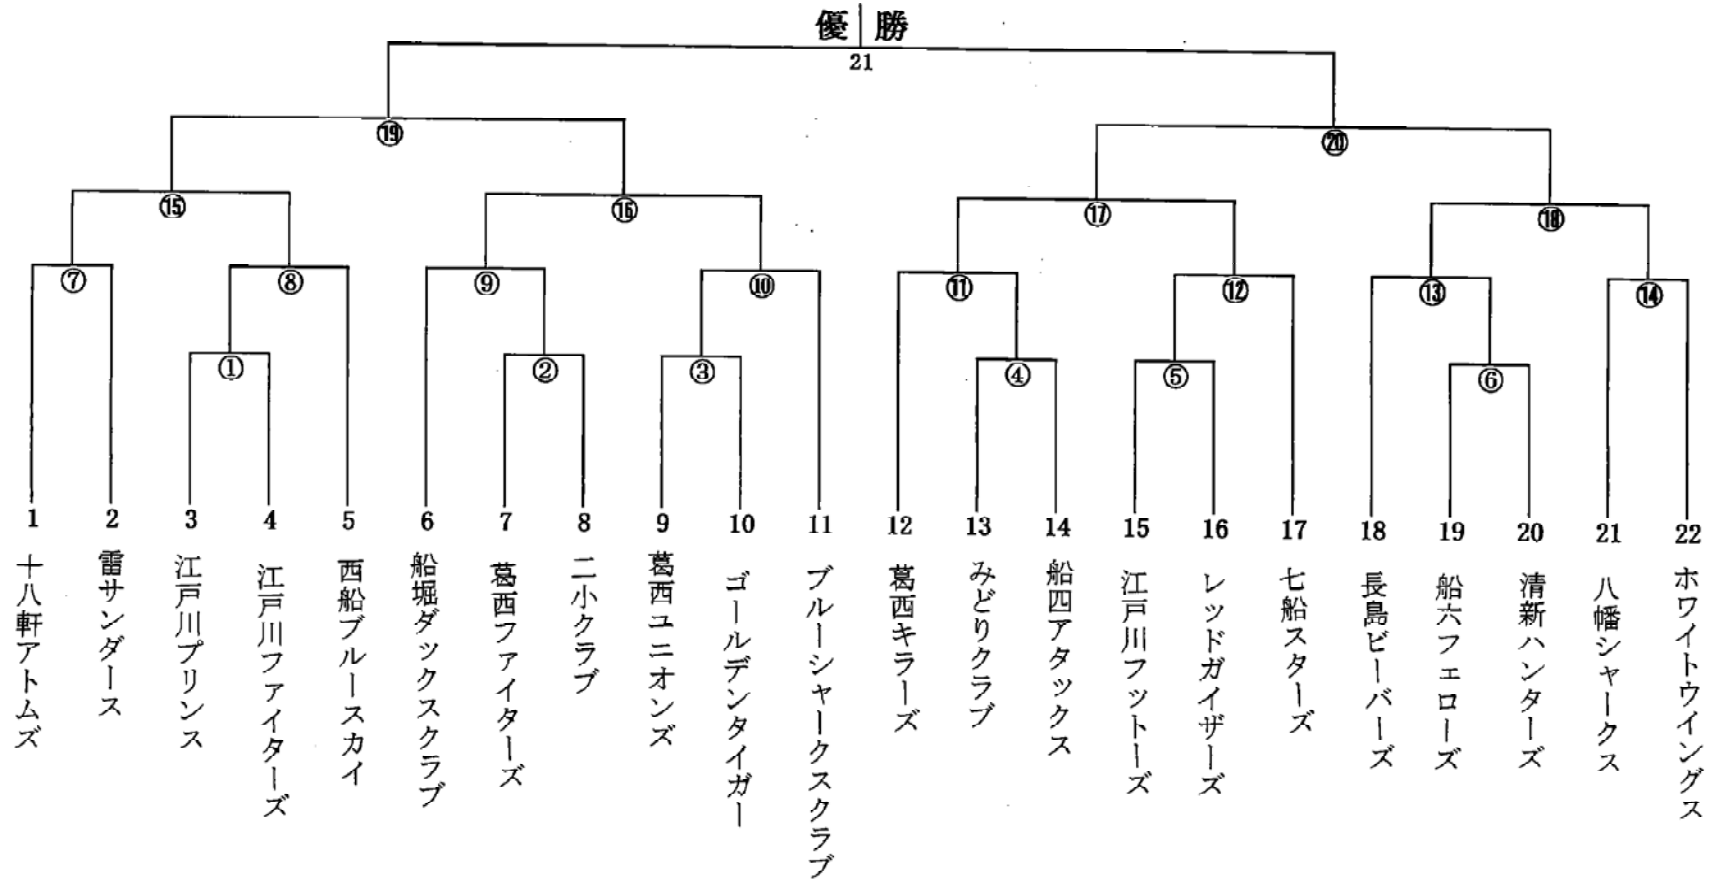 優勝
21
⑲
⑳
⑮
⑯
⑰
⑱
⑦
⑧
⑨
⑩
⑪
⑫
⑬
⑭
①
②
③
④
⑤
⑥
1 十八軒アトムズ
2 雷サンダース
3 江戸川プリンス
4 江戸川ファイターズ
5 西船ブルースカイ
6 船堀ダックスクラブ
7 葛西ファイターズ
8 二小クラブ
9 葛西ユニオンズ
10 ゴールデンタイガー
11 ブルーシャークスクラブ
12 葛西キラーズ
13 みどりクラブ
14 船四アタックス
15 江戸川フットーズ
16 レッドガイザーズ
17 七船スターズ
18 長島ビーバーズ
19 船六フェローズ
20 清新ハンターズ
21 八幡シャークス
22 ホワイトウイングス